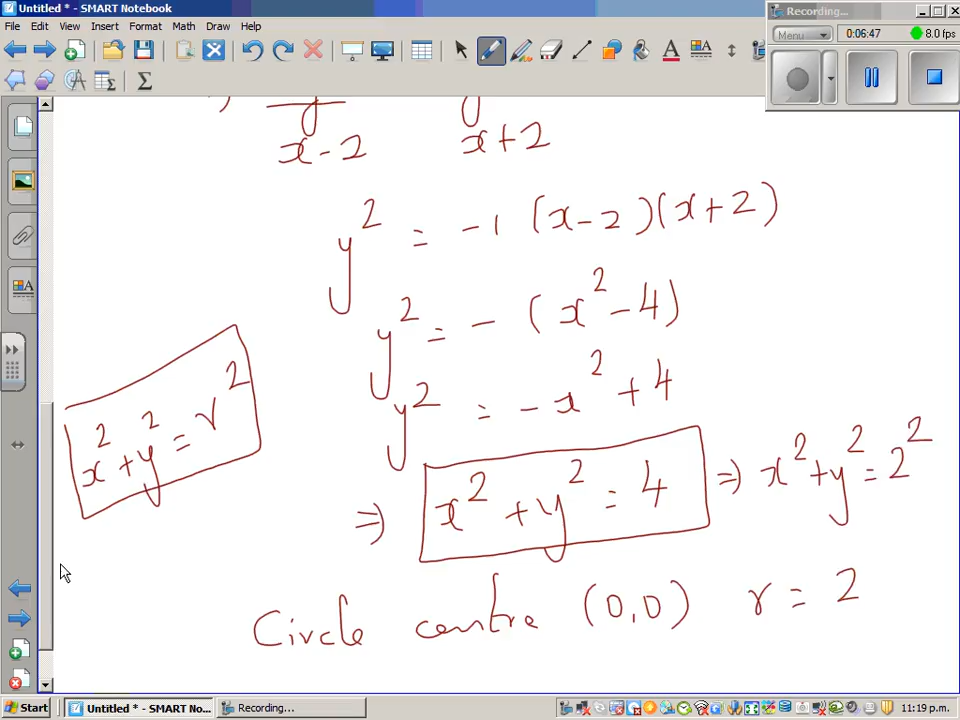 Untitled * - SMART Notebook
File Edit View Insert Format Math Draw Help
Recording...
Menu 0:06:47 8.0 fps
y y
x-2 x+2
y² = -1 (x-2)(x+2)
y² = - (x²-4)
y² = -x² + 4
x²+y² = r²
⇒ x² + y² = 4 ⇒ x²+y² = 2²
Circle centre (0,0) r = 2
Start Untitled * - SMART No... Recording... 11:19 p.m.